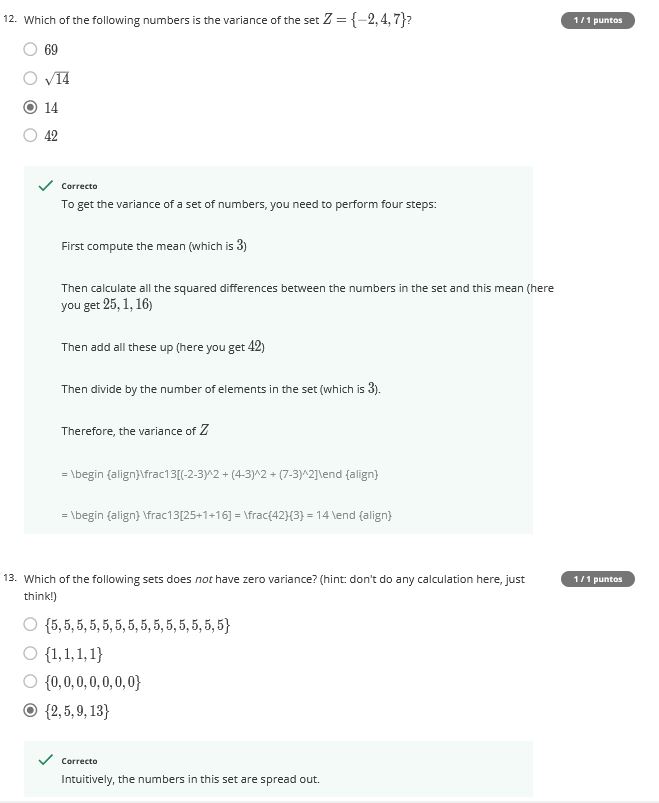 12. Which of the following numbers is the variance of the set Z = {−2, 4, 7}?
1 / 1 puntos
69
√14
14
42
Correcto
To get the variance of a set of numbers, you need to perform four steps:
First compute the mean (which is 3)
Then calculate all the squared differences between the numbers in the set and this mean (here
you get 25, 1, 16)
Then add all these up (here you get 42)
Then divide by the number of elements in the set (which is 3).
Therefore, the variance of Z
= \begin {align}\frac13[(-2-3)^2 + (4-3)^2 + (7-3)^2]\end {align}
= \begin {align} \frac13[25+1+16] = \frac{42}{3} = 14 \end {align}
13. Which of the following sets does not have zero variance? (hint: don't do any calculation here, just
think!)
1 / 1 puntos
{5, 5, 5, 5, 5, 5, 5, 5, 5, 5, 5, 5, 5, 5}
{1, 1, 1, 1}
{0, 0, 0, 0, 0, 0, 0}
{2, 5, 9, 13}
Correcto
Intuitively, the numbers in this set are spread out.